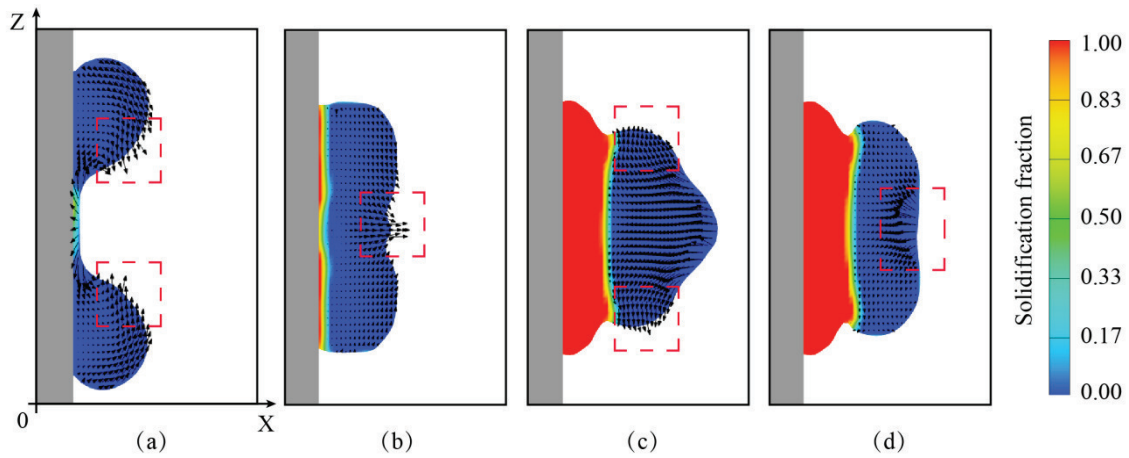 Z
0
X
(a)
(b)
(c)
(d)
Solidification fraction
1.00
0.83
0.67
0.50
0.33
0.17
0.00